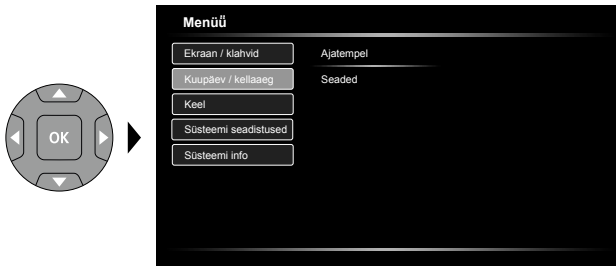 Menüü
Ekraan / klahvid
Ajatempel
Kuupäev / kellaaeg
Seaded
Keel
OK
Süsteemi seadistused
Süsteemi info